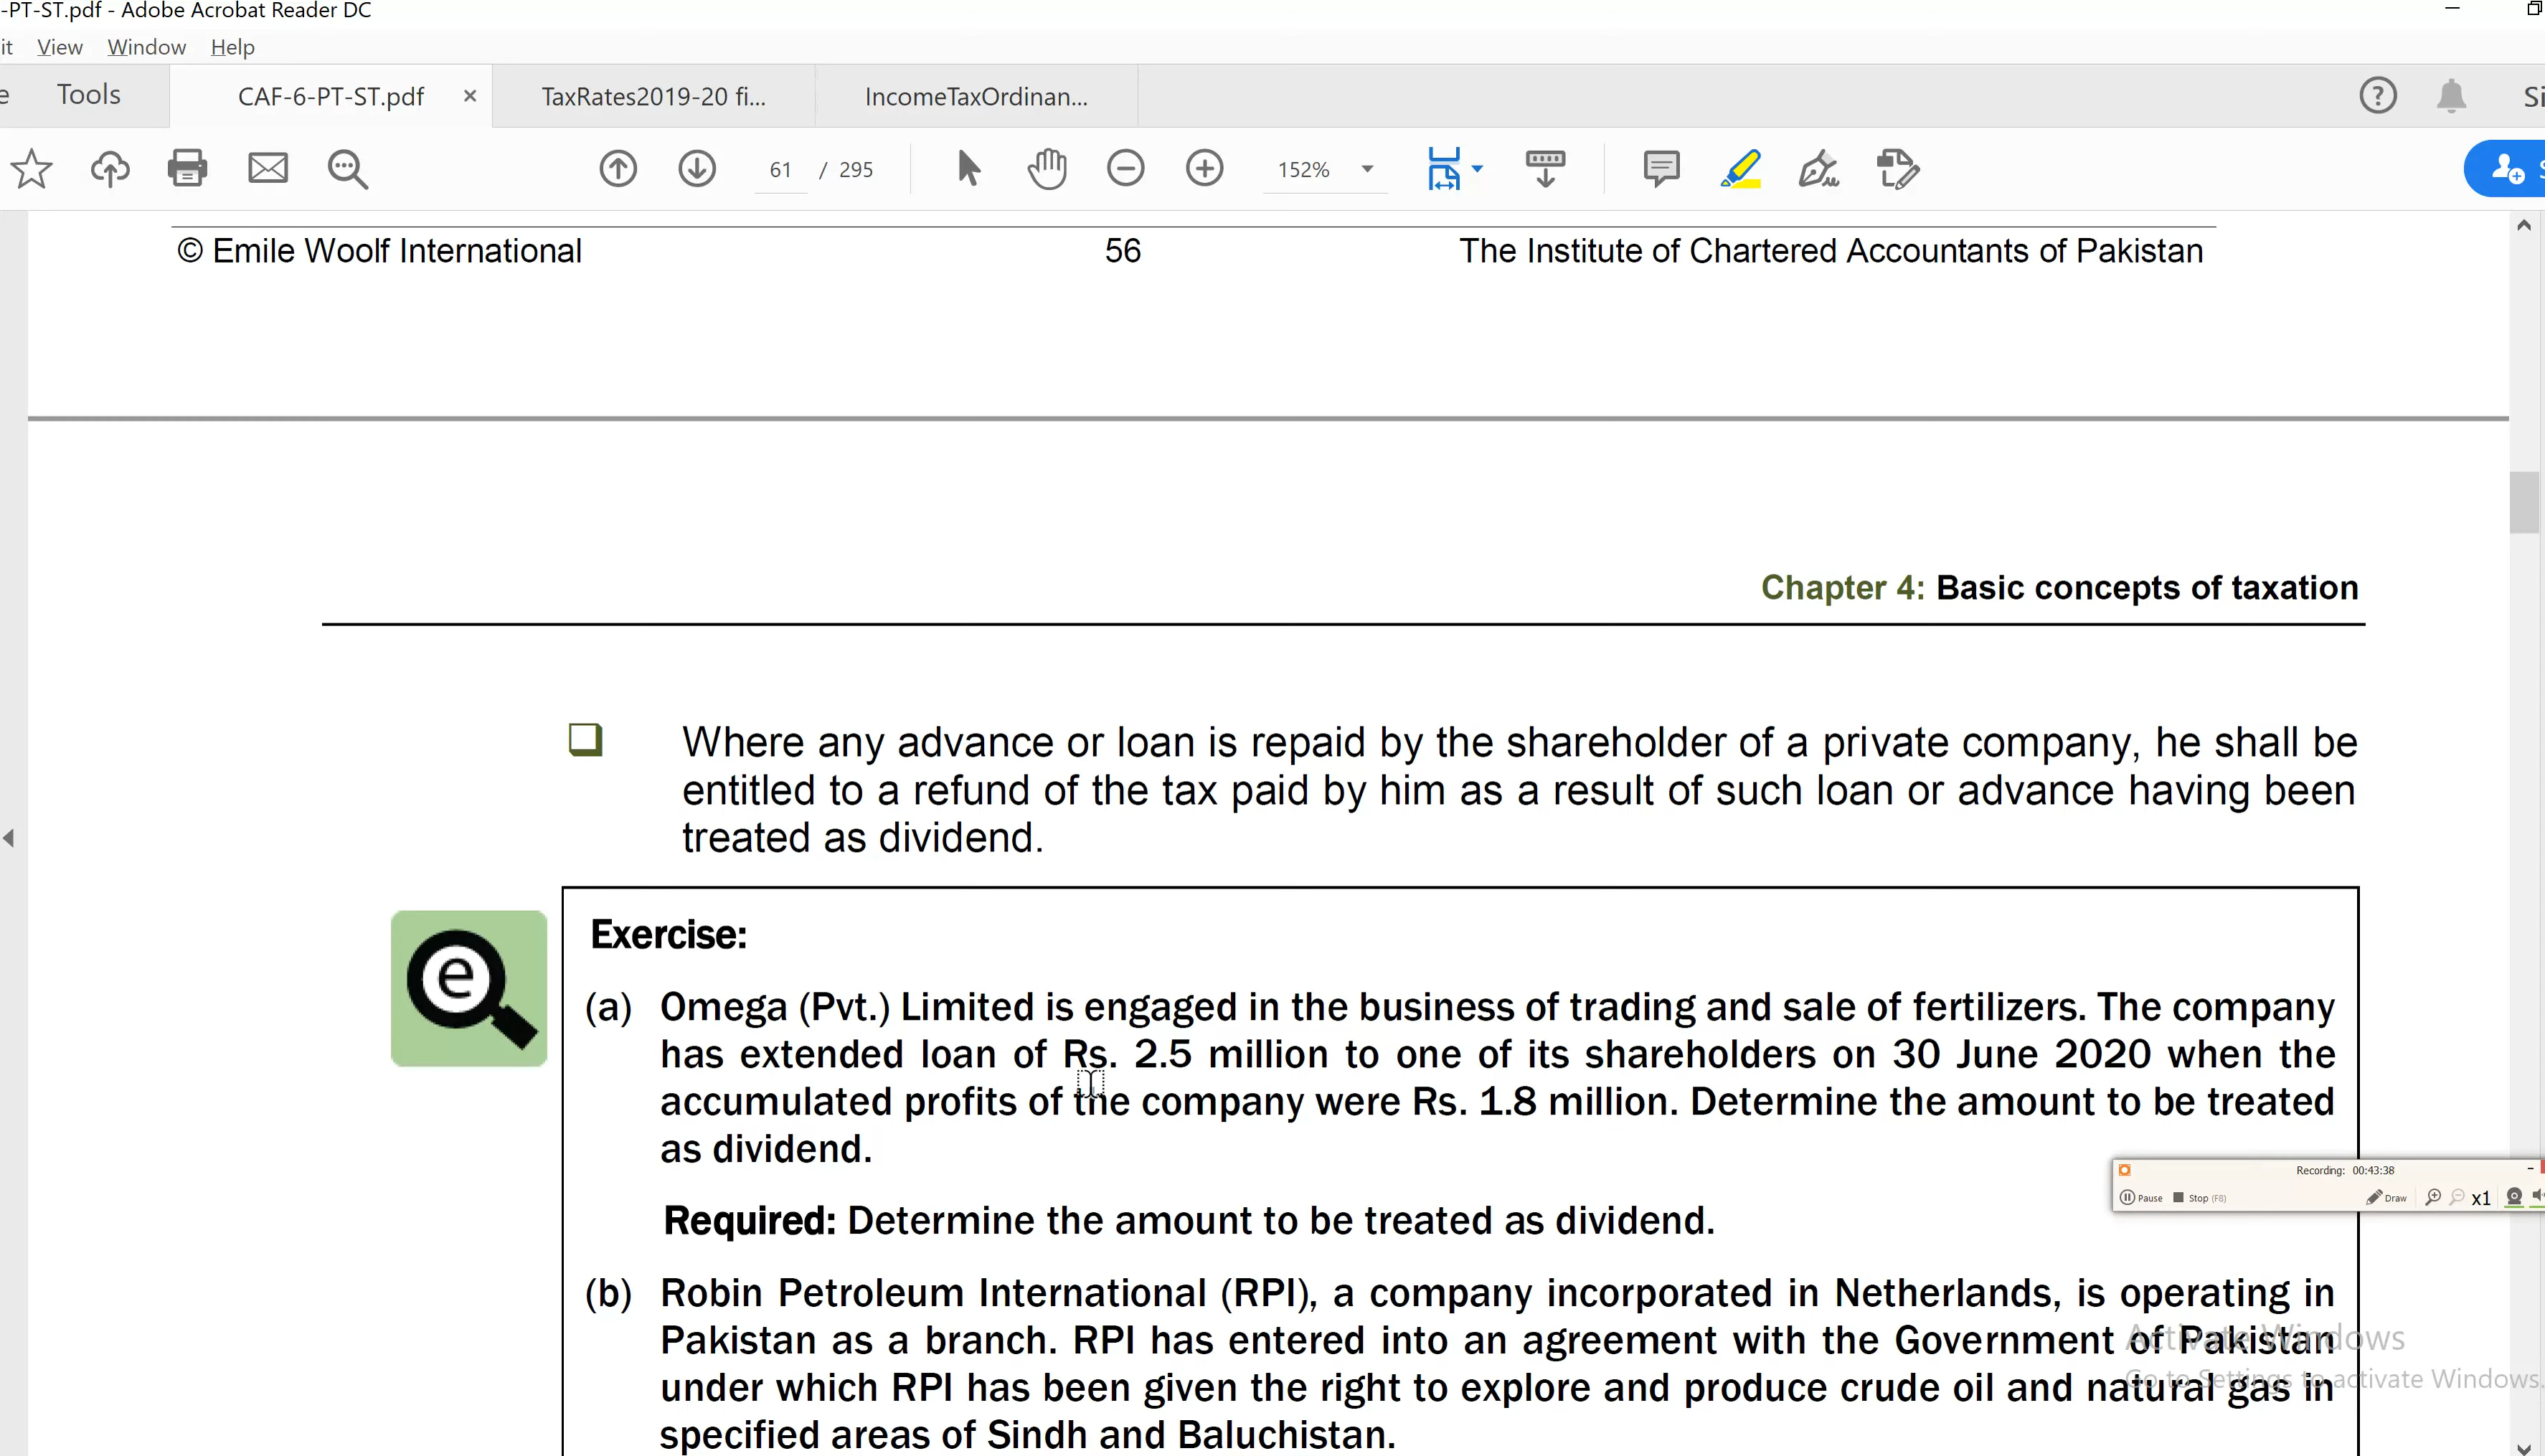 -PT-ST.pdf - Adobe Acrobat Reader DC
it View Window Help
e Tools CAF-6-PT-ST.pdf × TaxRates2019-20 fi... IncomeTaxOrdinan... ? Si
61 / 295 152% S
© Emile Woolf International 56 The Institute of Chartered Accountants of Pakistan
Chapter 4: Basic concepts of taxation
Where any advance or loan is repaid by the shareholder of a private company, he shall be
entitled to a refund of the tax paid by him as a result of such loan or advance having been
treated as dividend.
e
Exercise:
(a) Omega (Pvt.) Limited is engaged in the business of trading and sale of fertilizers. The company
has extended loan of Rs. 2.5 million to one of its shareholders on 30 June 2020 when the
accumulated profits of the company were Rs. 1.8 million. Determine the amount to be treated
as dividend.
Recording: 00:43:38
Pause Stop (F8) Draw x1
Required: Determine the amount to be treated as dividend.
(b) Robin Petroleum International (RPI), a company incorporated in Netherlands, is operating in
Pakistan as a branch. RPI has entered into an agreement with the Government of Pakistan
under which RPI has been given the right to explore and produce crude oil and natural gas in
specified areas of Sindh and Baluchistan.
Activate Windows
Go to Settings to activate Windows.